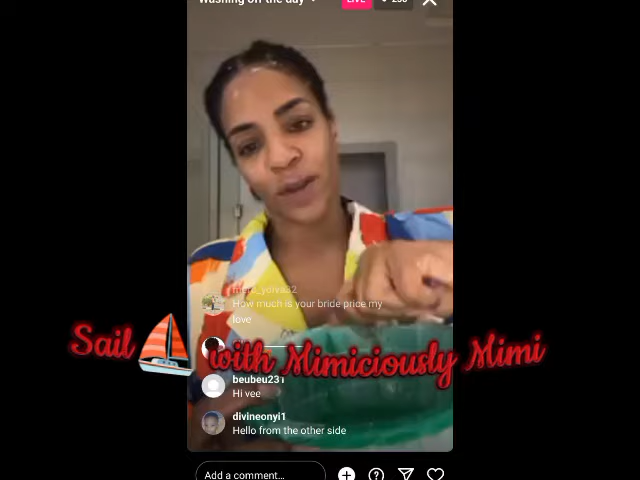 Washing off the day
LIVE
How much is your bride price my
love
Sail with Mimiciously Mimi
beubeu231
Hi vee
divineonyi1
Hello from the other side
Add a comment...